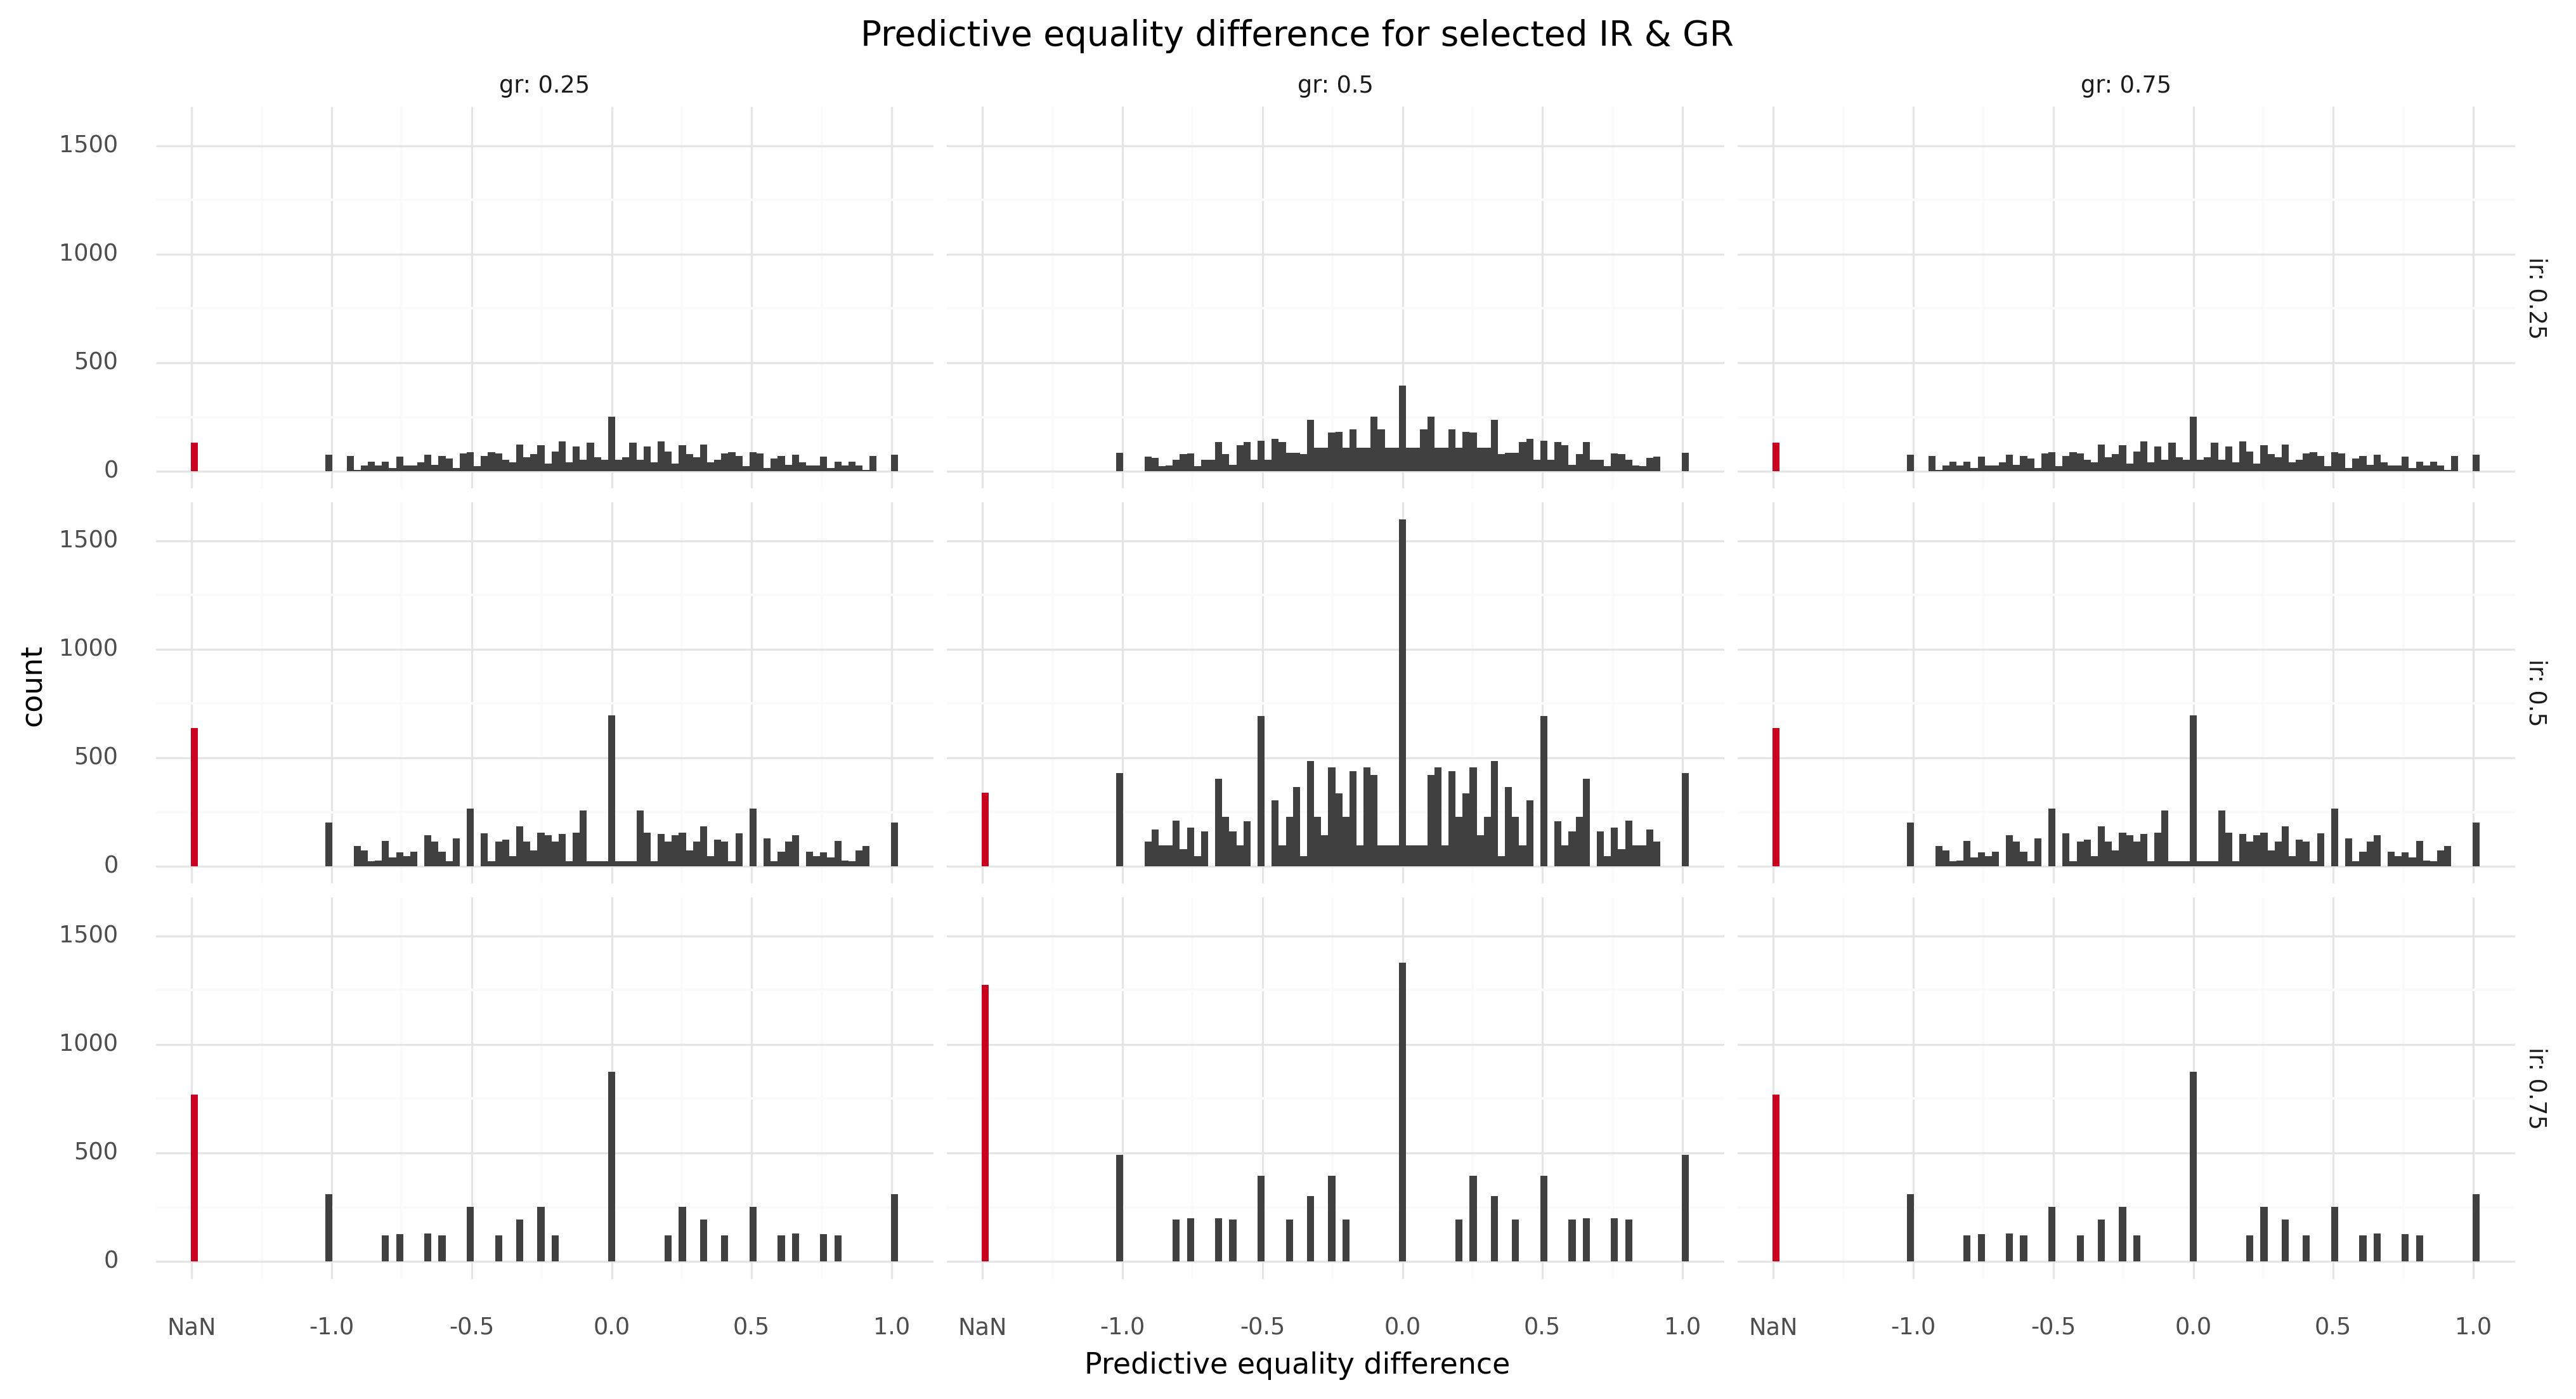 Predictive equality difference for selected IR & GR
gr: 0.25
gr: 0.5
gr: 0.75
1500
1000
500
0
ir: 0.25
1500
1000
500
0
ir: 0.5
count
1500
1000
500
0
ir: 0.75
NaN -1.0 -0.5 0.0 0.5 1.0
NaN -1.0 -0.5 0.0 0.5 1.0
NaN -1.0 -0.5 0.0 0.5 1.0
Predictive equality difference